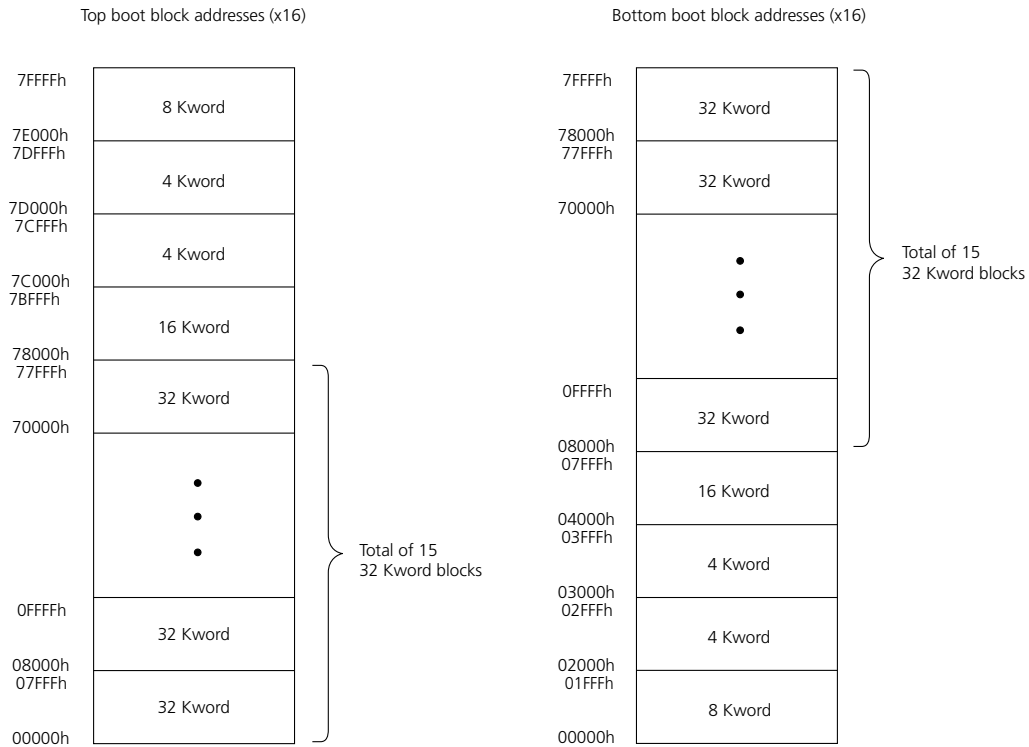 Top boot block addresses (x16)
7FFFFh
8 Kword
7E000h
7DFFFh
4 Kword
7D000h
7CFFFh
4 Kword
7C000h
7BFFFh
16 Kword
78000h
77FFFh
32 Kword
70000h
Total of 15
32 Kword blocks
0FFFFh
32 Kword
08000h
07FFFh
32 Kword
00000h
Bottom boot block addresses (x16)
7FFFFh
32 Kword
78000h
77FFFh
32 Kword
70000h
Total of 15
32 Kword blocks
0FFFFh
32 Kword
08000h
07FFFh
16 Kword
04000h
03FFFh
4 Kword
03000h
02FFFh
4 Kword
02000h
01FFFh
8 Kword
00000h